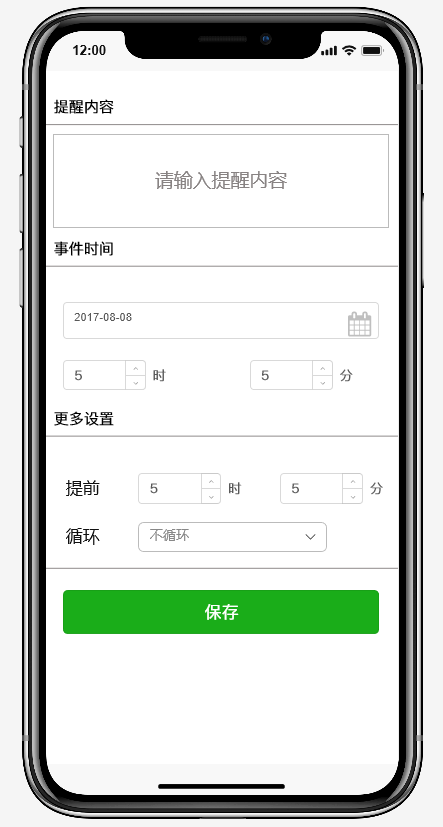 12:00
提醒内容
请输入提醒内容
事件时间
2017-08-08
5 时 5 分
更多设置
提前 5 时 5 分
循环 不循环
保存